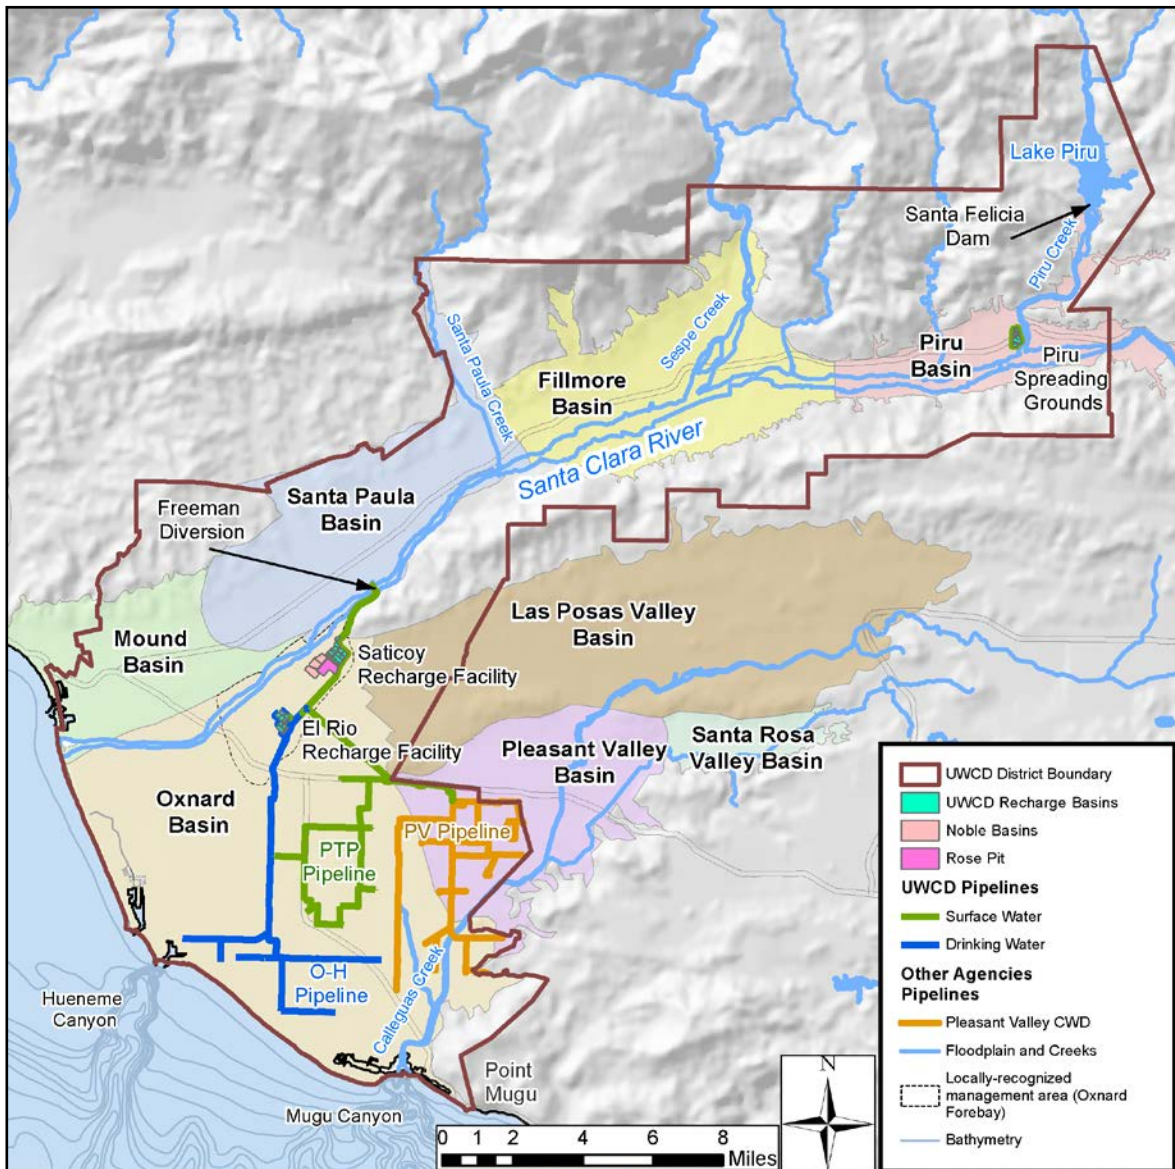 Lake Piru
Santa Felicia
Dam
Piru Creek
Santa Paula Creek
Sespe Creek
Piru
Basin
Piru
Spreading
Grounds
Fillmore
Basin
Santa Clara River
Santa Paula
Basin
Freeman
Diversion
Las Posas Valley
Basin
Mound
Basin
Saticoy
Recharge Facility
El Rio
Recharge Facility
Pleasant Valley
Basin
Santa Rosa
Valley Basin
Oxnard
Basin
PV Pipeline
PTP
Pipeline
O-H
Pipeline
Calleguas Creek
Hueneme
Canyon
Mugu Canyon
Point
Mugu
UWCD District Boundary
UWCD Recharge Basins
Noble Basins
Rose Pit
UWCD Pipelines
Surface Water
Drinking Water
Other Agencies
Pipelines
Pleasant Valley CWD
Floodplain and Creeks
Locally-recognized
management area (Oxnard
Forebay)
Bathymetry
N
0 1 2 4 6 8
Miles